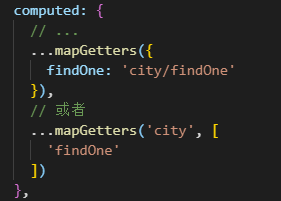 computed: {
  // ...
  ...mapGetters({
    findOne: 'city/findOne'
  }),
  // 或者
  ...mapGetters('city', [
    'findOne'
  ])
},